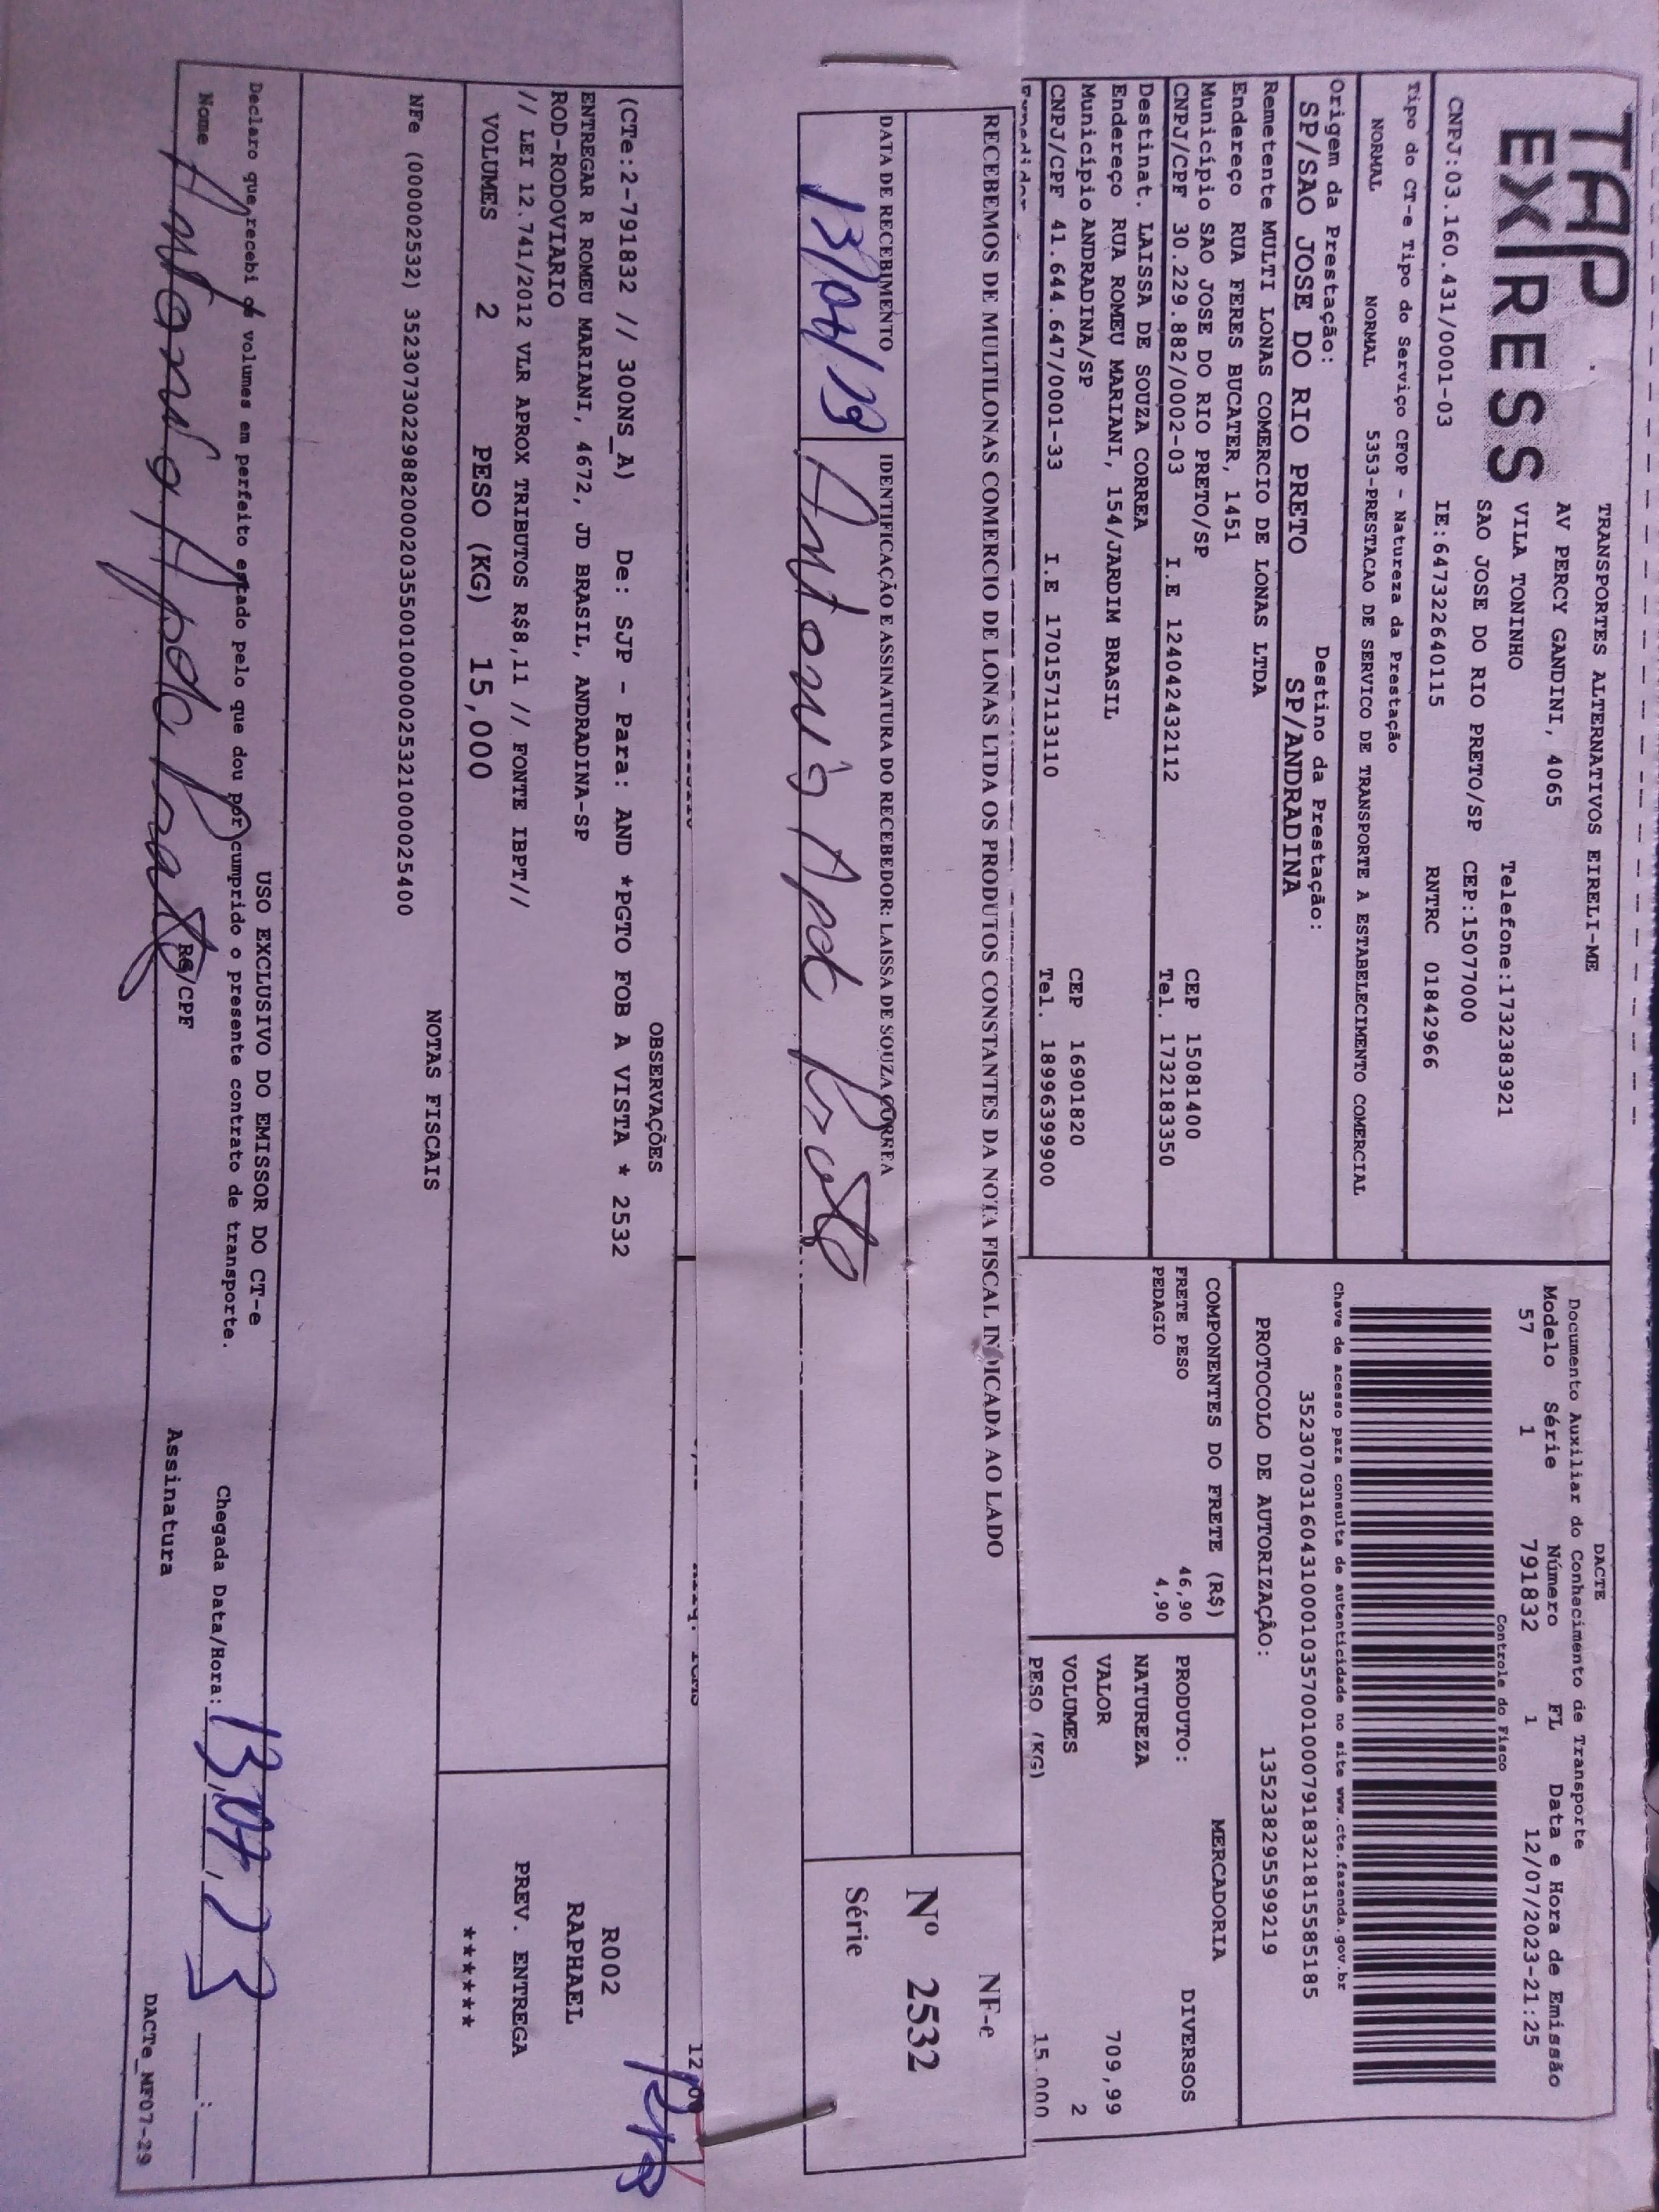 TAP
EXPRESS
TRANSPORTES ALTERNATIVOS EIRELI-ME
AV PERCY GANDINI, 4065
VILA TONINHO
Telefone:1732383921
SAO JOSE DO RIO PRETO/SP CEP:15077000
CNPJ:03.160.431/0001-03 IE:647322640115 RNTRC 01842966
Tipo do CT-e Tipo do Serviço CFOP - Natureza da Prestação
NORMAL NORMAL 5353-PRESTACAO DE SERVICO DE TRANSPORTE A ESTABELECIMENTO COMERCIAL
Origem da Prestação: Destino da Prestação:
SP/SAO JOSE DO RIO PRETO SP/ANDRADINA
Remetente MULTI LONAS COMERCIO DE LONAS LTDA
Endereço RUA FERES BUCATER, 1451
Município SAO JOSE DO RIO PRETO/SP CEP 15081400
CNPJ/CPF 30.229.882/0002-03 I.E 124042432112 Tel. 1732183350
Destinat. LAISSA DE SOUZA CORREA
Endereço RUA ROMEU MARIANI, 154/JARDIM BRASIL
Município ANDRADINA/SP CEP 16901820
CNPJ/CPF 41.644.647/0001-33 I.E 170157113110 Tel. 18996399900
DACTE
Documento Auxiliar do Conhecimento de Transporte
Modelo Série Número FL Data e Hora de Emissão
57 1 791832 1 12/07/2023-21:25
Controle do Fisco
Chave de acesso para consulta de autenticidade no site www.cte.fazenda.gov.br
35230703160431000103570010007918321815585185
PROTOCOLO DE AUTORIZAÇÃO: 135238295599219
COMPONENTES DO FRETE (R$)
FRETE PESO 46,90
PEDAGIO 4,90
MERCADORIA
PRODUTO: DIVERSOS
NATUREZA
VALOR 709,99
VOLUMES 2
PESO (KG) 15.000
RECEBEMOS DE MULTILONAS COMERCIO DE LONAS LTDA OS PRODUTOS CONSTANTES DA NOTA FISCAL INDICADA AO LADO
NF-e
Nº 2532
Série
DATA DE RECEBIMENTO IDENTIFICAÇÃO E ASSINATURA DO RECEBEDOR: LAISSA DE SOUZA CORREA
Antonio Apdo
OBSERVAÇÕES
(CTe:2-791832 // 300NS_A) De: SJP - Para: AND *PGTO FOB A VISTA * 2532
ENTREGAR R ROMEU MARIANI, 4672, JD BRASIL, ANDRADINA-SP
ROD-RODOVIARIO
// LEI 12.741/2012 VLR APROX TRIBUTOS R$8,11 // FONTE IBPT//
VOLUMES 2 PESO (KG) 15,000
R002
RAPHAEL
PREV. ENTREGA
******
NOTAS FISCAIS
NFe (000002532) 35230730229882000203550010000025321000025400
USO EXCLUSIVO DO EMISSOR DO CT-e
Declaro que recebi os volumes em perfeito estado pelo que dou por cumprido o presente contrato de transporte.
Chegada Data/Hora: 13,07,23
Nome Antonio Apdo RG/CPF Assinatura
DACTe_MF07-29